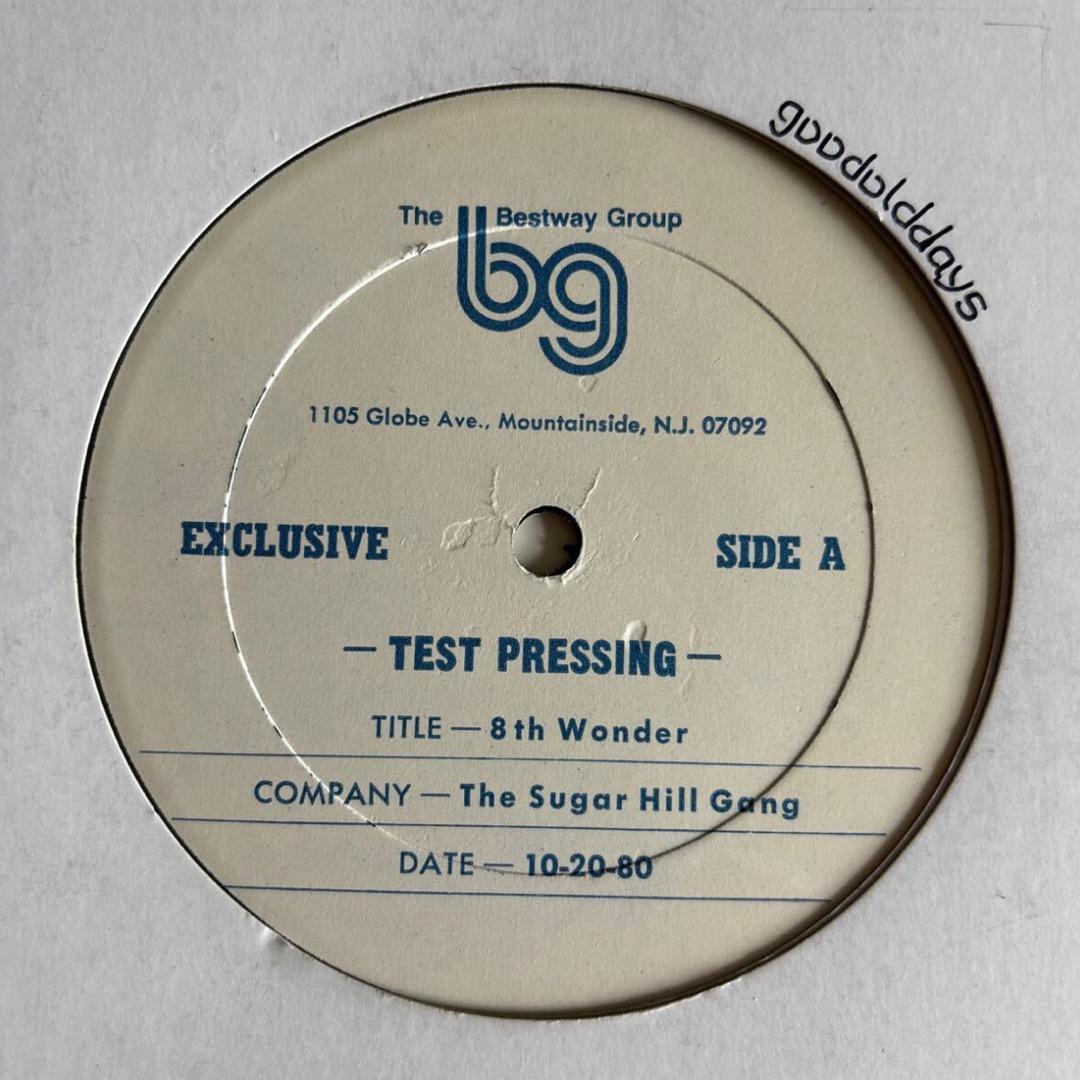 The Bestway Group
bg
1105 Globe Ave., Mountainside, N.J. 07092
EXCLUSIVE
SIDE A
— TEST PRESSING —
TITLE — 8th Wonder
COMPANY — The Sugar Hill Gang
DATE — 10-20-80
goodolddays